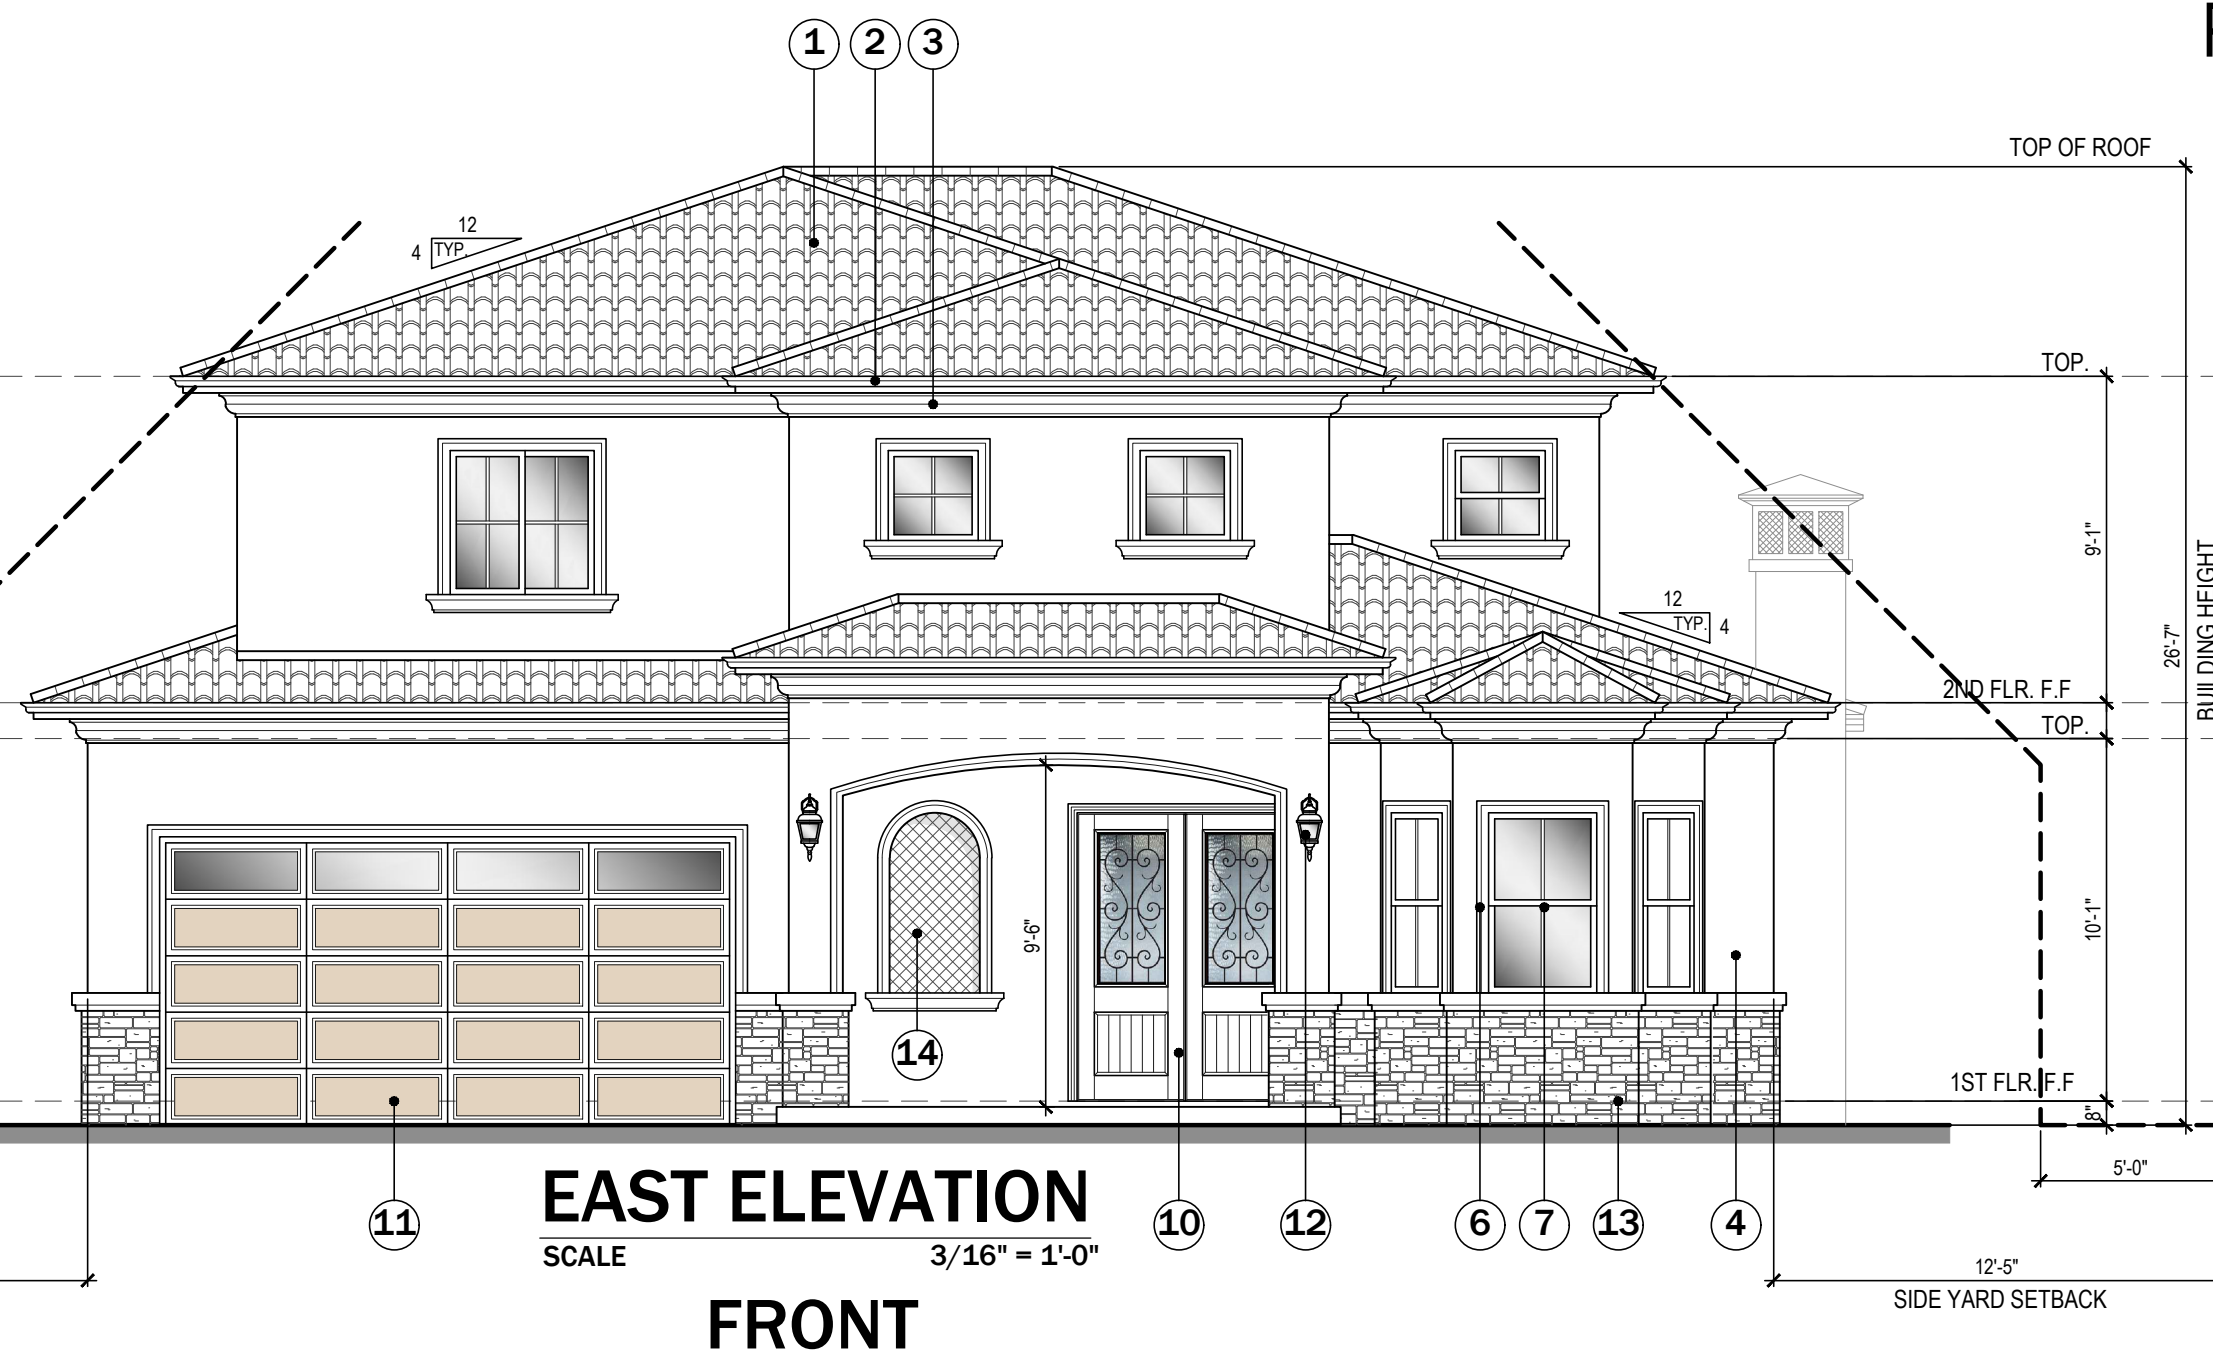 1 2 3
TOP OF ROOF
12
4 TYP.
TOP.
9'-1"
12
TYP. 4
26'-7"
BUILDING HEIGHT
2ND FLR. F.F
TOP.
9'-6"
10'-1"
14
1ST FLR. F.F
8"
5'-0"
EAST ELEVATION
11
10 12 6 7 13 4
SCALE 3/16" = 1'-0"
12'-5"
SIDE YARD SETBACK
FRONT